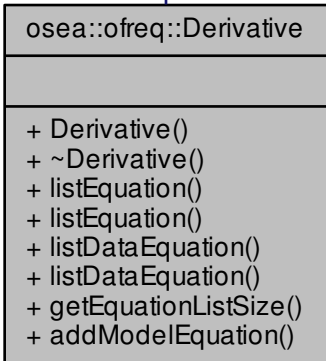 osea::ofreq::Derivative
+ Derivative()
+ ~Derivative()
+ listEquation()
+ listEquation()
+ listDataEquation()
+ listDataEquation()
+ getEquationListSize()
+ addModelEquation()